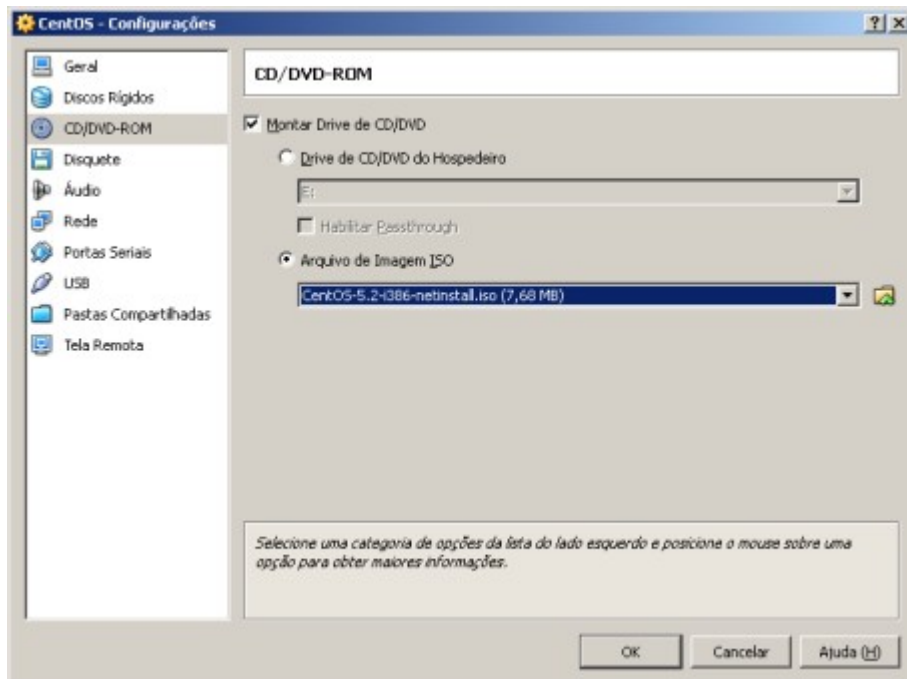 CentOS - Configurações
Geral
Discos Rígidos
CD/DVD-ROM
Disquete
Áudio
Rede
Portas Seriais
USB
Pastas Compartilhadas
Tela Remota
CD/DVD-ROM
Montar Drive de CD/DVD
Drive de CD/DVD do Hospedeiro
E:
Habilitar Passthrough
Arquivo de Imagem ISO
CentOS-5.2-i386-netinstall.iso (7,68 MB)
Selecione uma categoria de opções da lista do lado esquerdo e posicione o mouse sobre uma
opção para obter maiores informações.
OK
Cancelar
Ajuda (H)